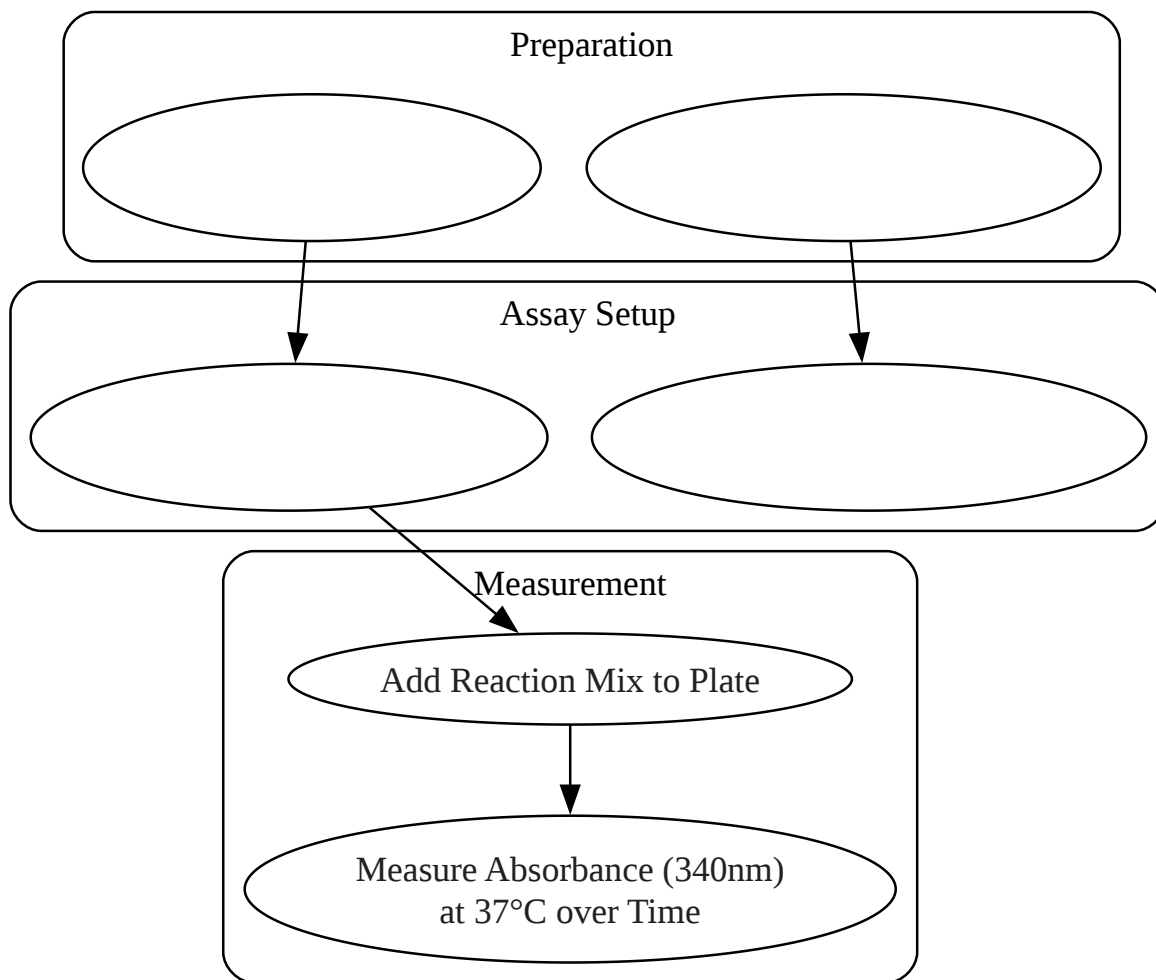 Preparation
Assay Setup
Measurement
Add Reaction Mix to Plate
Measure Absorbance (340nm)
at 37°C over Time